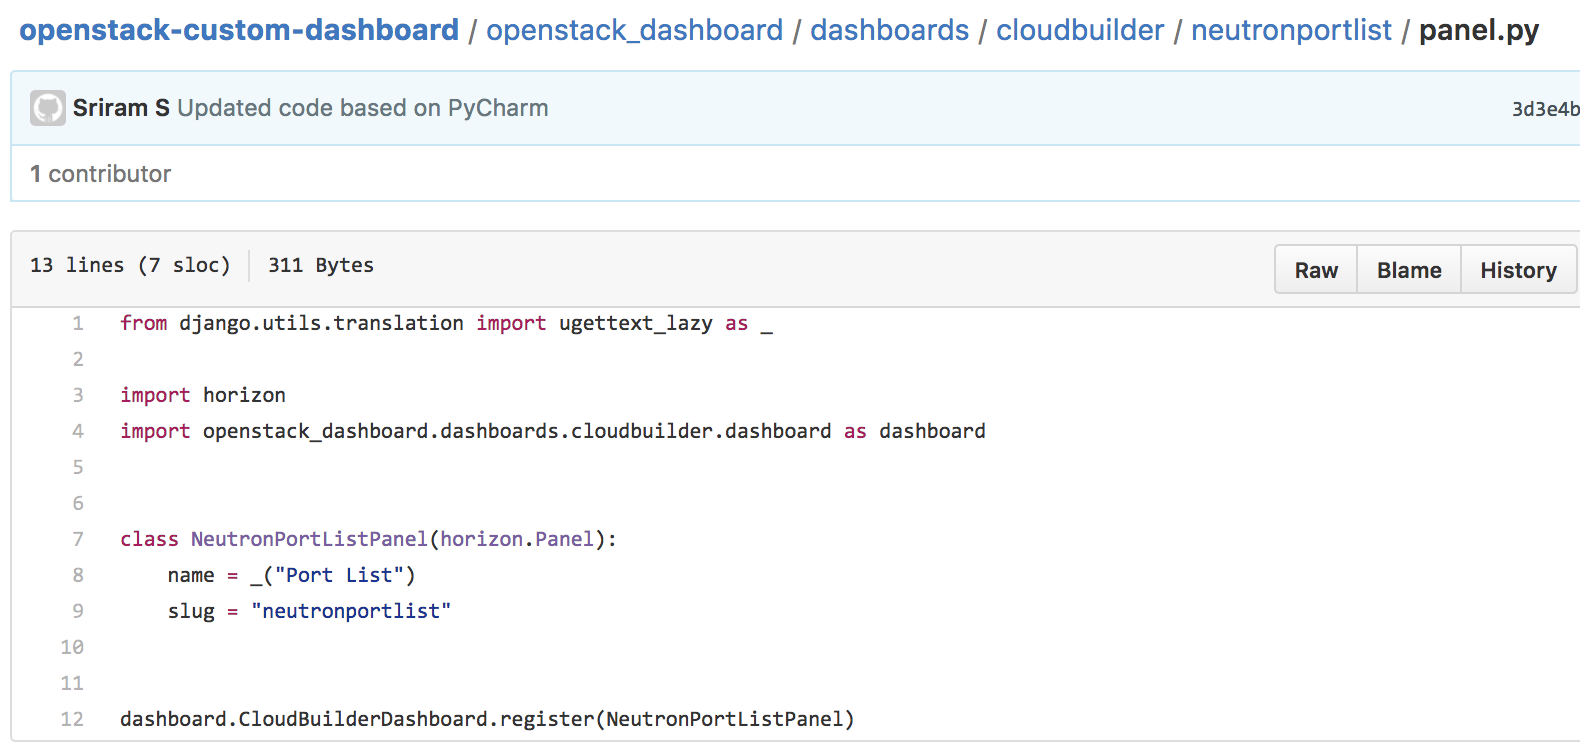 openstack-custom-dashboard / openstack_dashboard / dashboards / cloudbuilder / neutronportlist / panel.py
Sriram S Updated code based on PyCharm 3d3e4b
1 contributor
13 lines (7 sloc) 311 Bytes Raw Blame History
1 from django.utils.translation import ugettext_lazy as _
2
3 import horizon
4 import openstack_dashboard.dashboards.cloudbuilder.dashboard as dashboard
5
6
7 class NeutronPortListPanel(horizon.Panel):
8     name = _("Port List")
9     slug = "neutronportlist"
10
11
12 dashboard.CloudBuilderDashboard.register(NeutronPortListPanel)